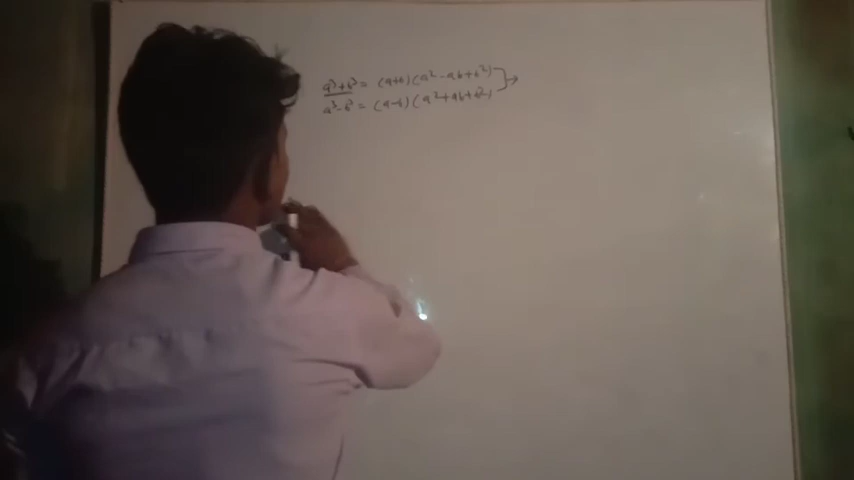 a³+b³ = (a+b)(a²-ab+b²)
a³-b³ = (a-b)(a²+ab+b²)